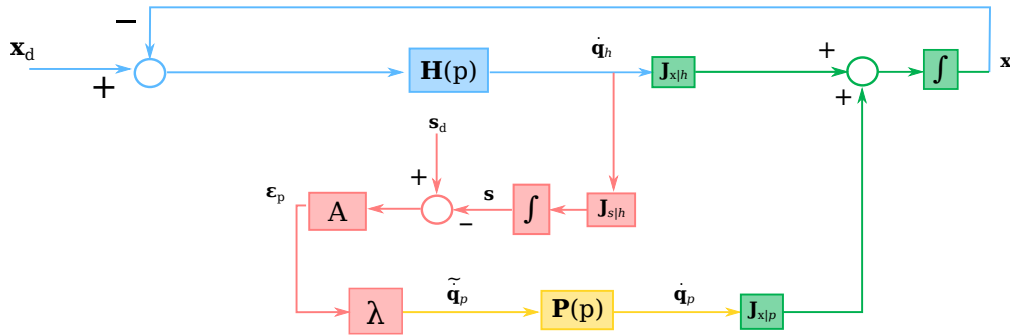 −
x_d
+
H(p)
q̇_h
J_x|h
+
+
∫
x
s_d
+
ε_p
A
−
s
∫
J_s|h
λ
q̃̇_p
P(p)
q̇_p
J_x|p